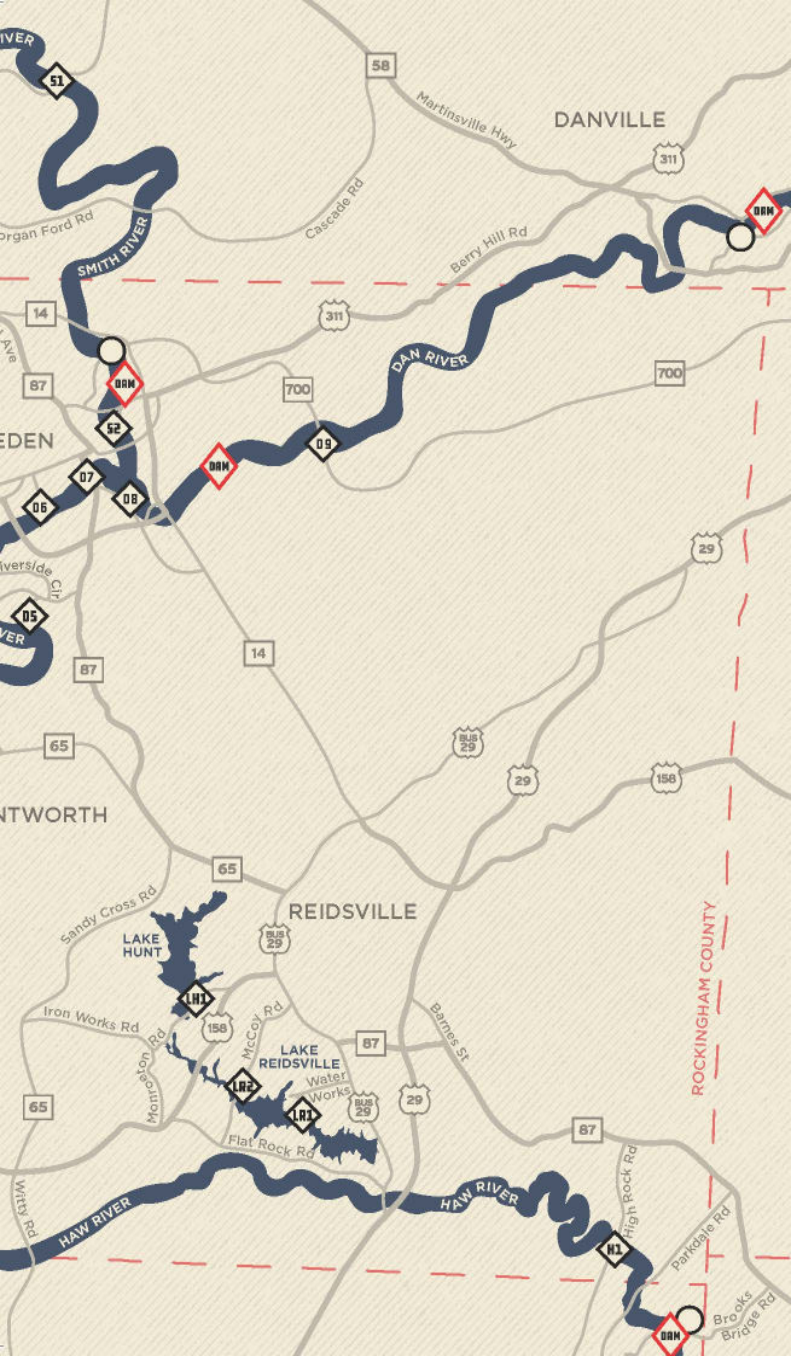 IVER
S1
58
Martinsville Hwy
DANVILLE
311
DAM
Cascade Rd
organ Ford Rd
SMITH RIVER
Berry Hill Rd
14
311
l Ave
87
DAM
DAN RIVER
700
700
S2
EDEN
D9
DAM
D7
D8
D6
29
iverside Cir
D5
VER
14
87
65
BUS
29
29
158
NTWORTH
65
Sandy Cross Rd
REIDSVILLE
LAKE
HUNT
BUS
29
ROCKINGHAM COUNTY
LH1
Iron Works Rd
158
McCoy Rd
Barnes St
Monroeton Rd
87
LAKE
REIDSVILLE
LR2
Water
Works
65
LR1
BUS
29
29
87
Flat Rock Rd
High Rock Rd
Witty Rd
HAW RIVER
HAW RIVER
H1
Parkdale Rd
DAM
Brooks
Bridge Rd